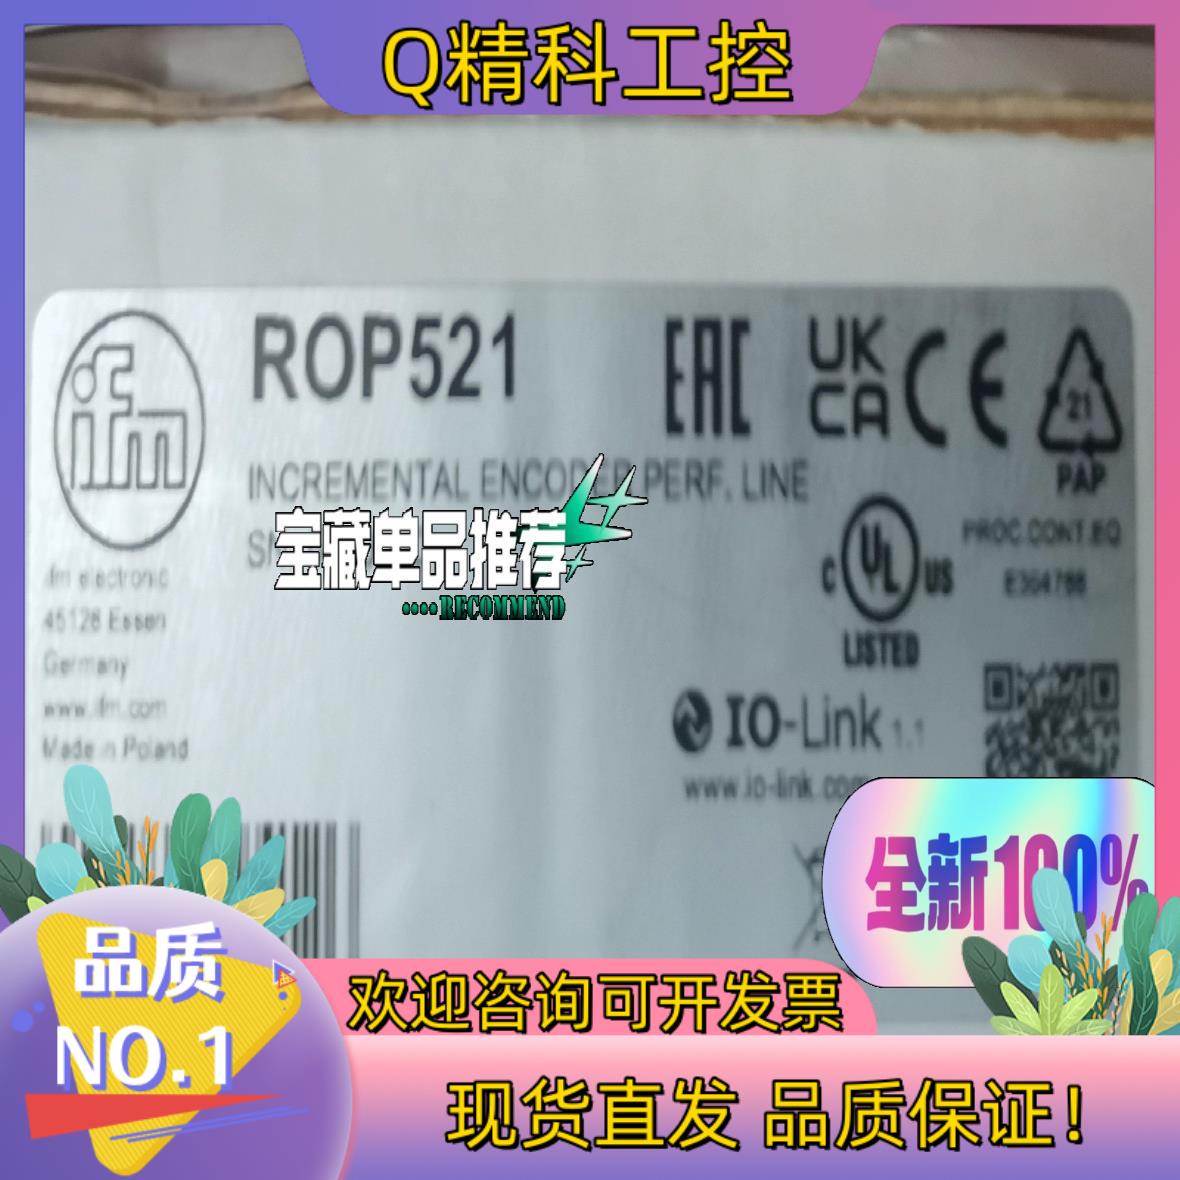 Q精科工控
ifm
ROP521
EAC
UK
CA
CE
21
PAP
INCREMENTAL ENCODER PERF. LINE
宝藏单品推荐
RECOMMEND
ifm electronic
45128 Essen
Germany
www.ifm.com
Made in Poland
C UL US
LISTED
PROC.CONT.EQ
E364788
IO-Link 1.1
www.io-link.com
全新100%
品质
NO.1
欢迎咨询可开发票
现货直发 品质保证!